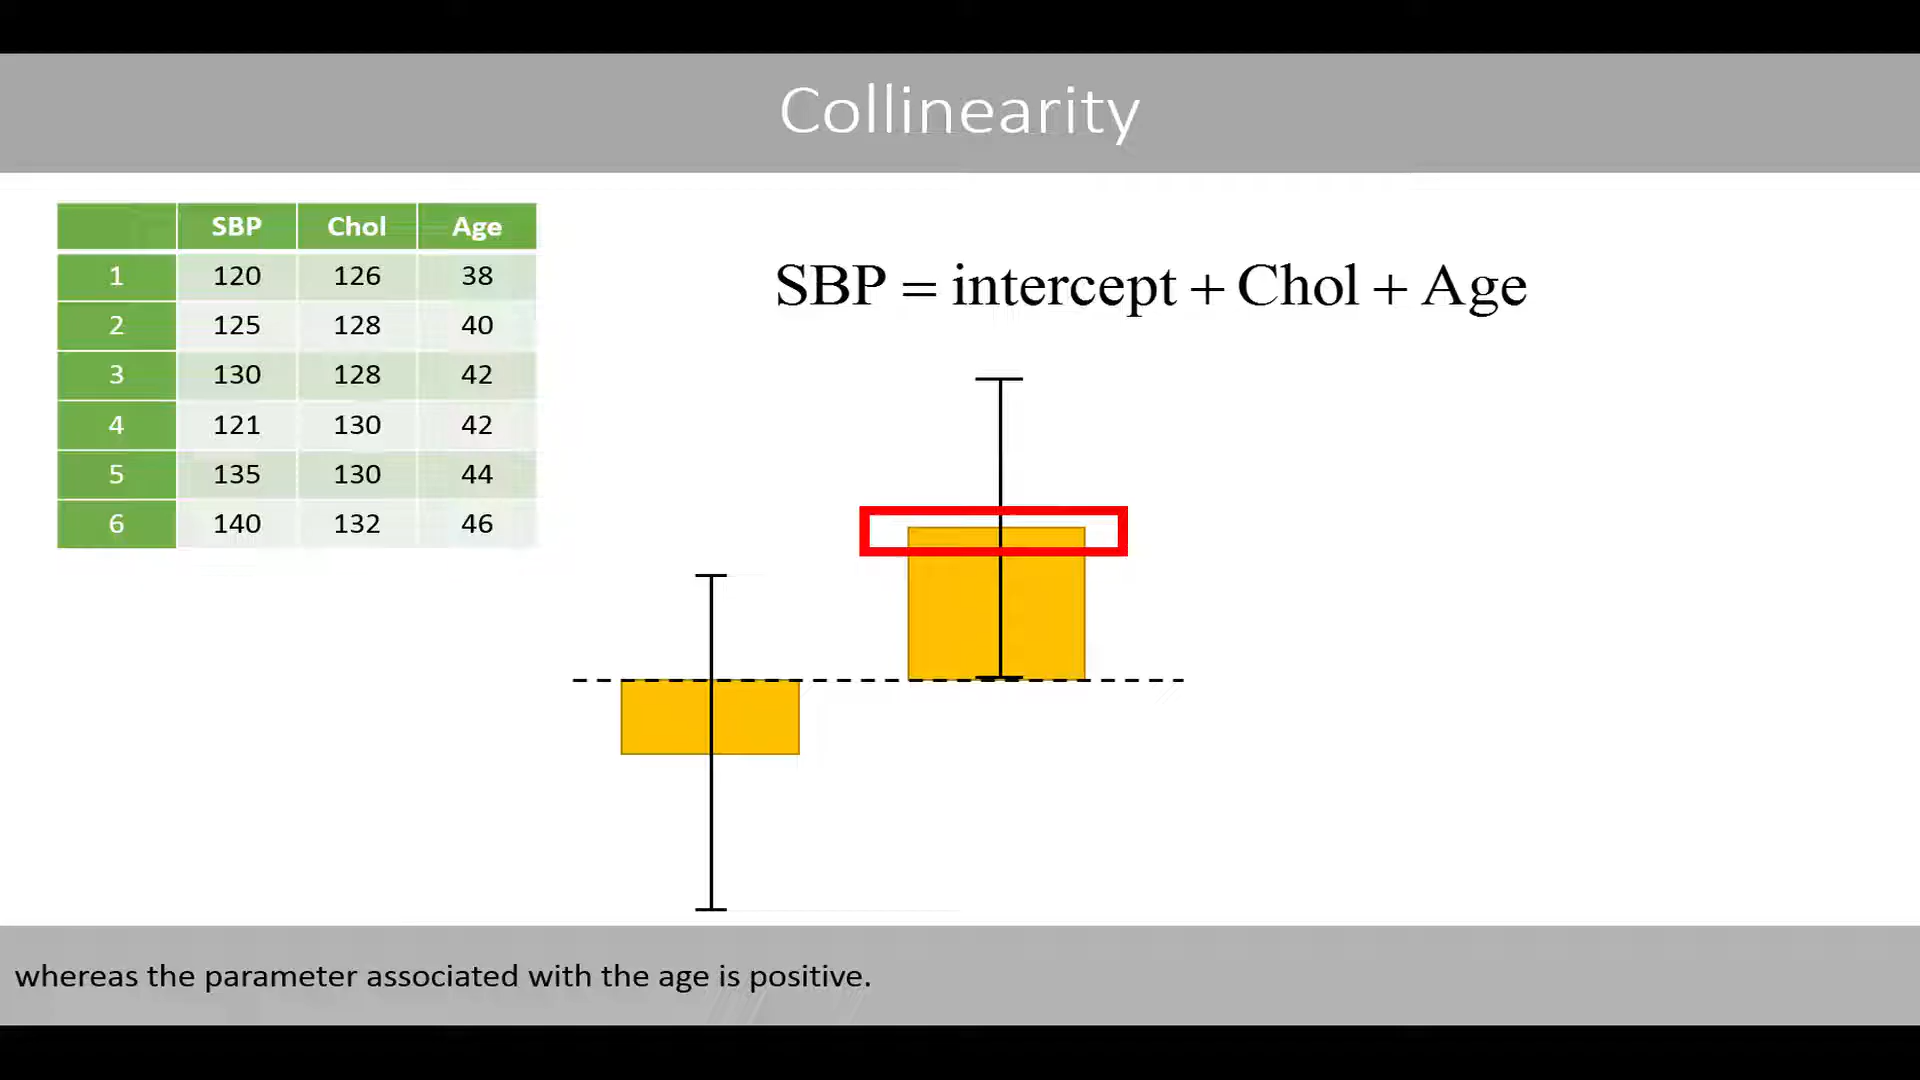 Collinearity
SBP Chol Age
1 120 126 38
2 125 128 40
3 130 128 42
4 121 130 42
5 135 130 44
6 140 132 46
SBP = intercept + Chol + Age
whereas the parameter associated with the age is positive.